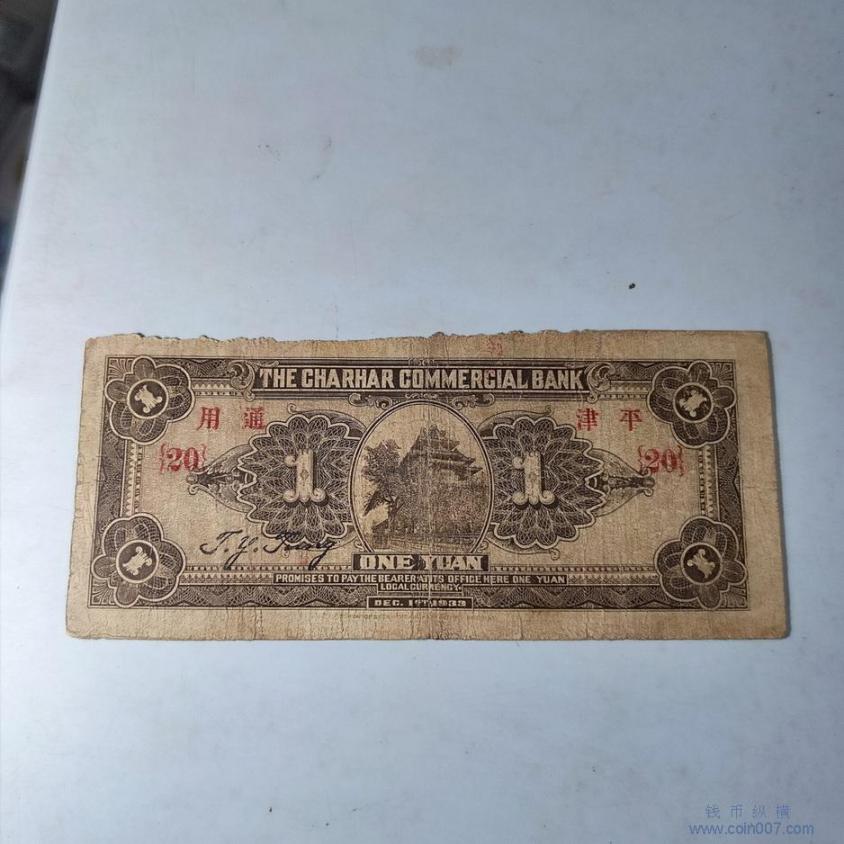 THE CHARHAR COMMERCIAL BANK
用通 津平
{20} {20}
1 1
ONE YUAN
PROMISES TO PAY THE BEARER AT ITS OFFICE HERE ONE YUAN
LOCAL CURRENCY
DEC. 1ST 1933
钱币纵横
www.coin007.com